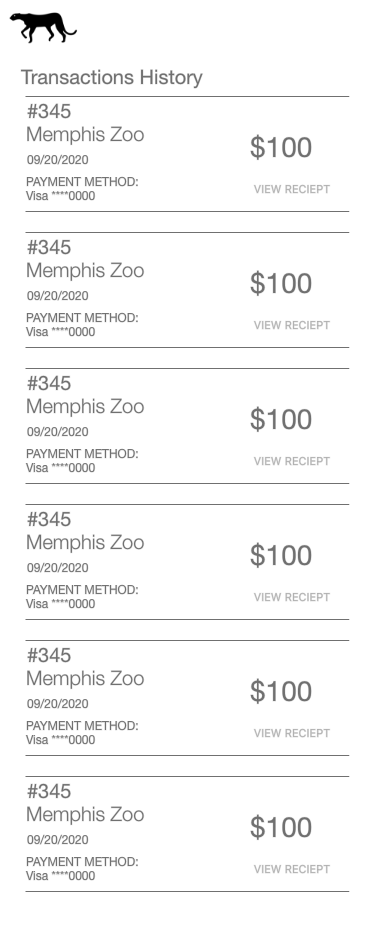 Transactions History
#345
Memphis Zoo
$100
09/20/2020
PAYMENT METHOD:
VIEW RECIEPT
Visa ****0000
#345
Memphis Zoo
$100
09/20/2020
PAYMENT METHOD:
VIEW RECIEPT
Visa ****0000
#345
Memphis Zoo
$100
09/20/2020
PAYMENT METHOD:
VIEW RECIEPT
Visa ****0000
#345
Memphis Zoo
$100
09/20/2020
PAYMENT METHOD:
VIEW RECIEPT
Visa ****0000
#345
Memphis Zoo
$100
09/20/2020
PAYMENT METHOD:
VIEW RECIEPT
Visa ****0000
#345
Memphis Zoo
$100
09/20/2020
PAYMENT METHOD:
VIEW RECIEPT
Visa ****0000